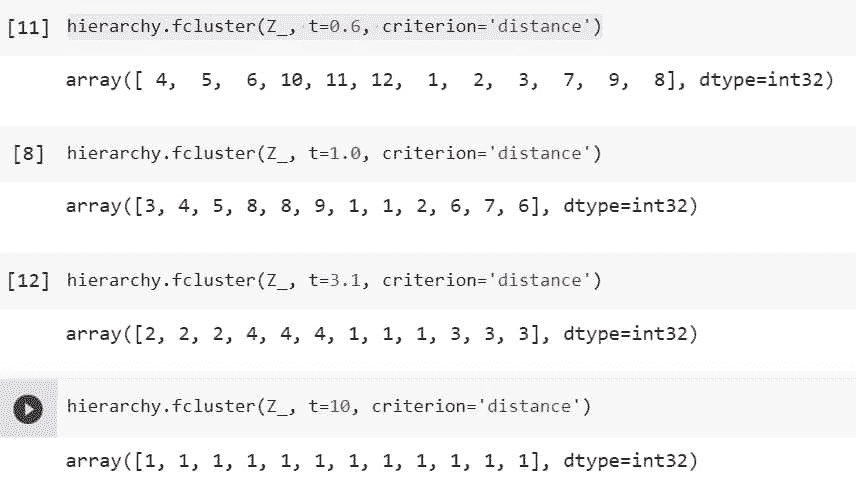 [11] hierarchy.fcluster(Z_, t=0.6, criterion='distance')
array([ 4,  5,  6, 10, 11, 12,  1,  2,  3,  7,  9,  8], dtype=int32)
[8] hierarchy.fcluster(Z_, t=1.0, criterion='distance')
array([3, 4, 5, 8, 8, 9, 1, 1, 2, 6, 7, 6], dtype=int32)
[12] hierarchy.fcluster(Z_, t=3.1, criterion='distance')
array([2, 2, 2, 4, 4, 4, 1, 1, 1, 3, 3, 3], dtype=int32)
hierarchy.fcluster(Z_, t=10, criterion='distance')
array([1, 1, 1, 1, 1, 1, 1, 1, 1, 1, 1, 1], dtype=int32)